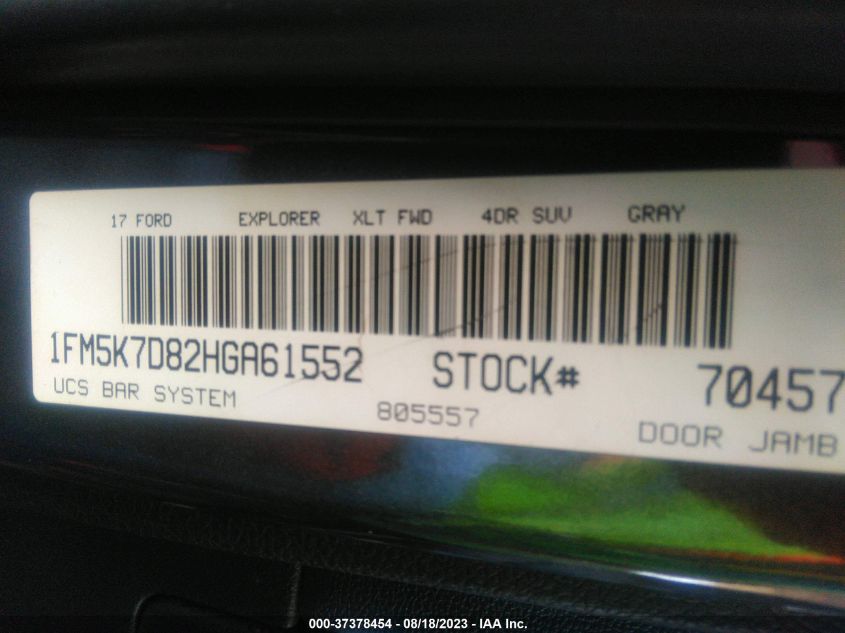 17 FORD EXPLORER XLT FWD 4DR SUV GRAY
1FM5K7D82HGA61552 STOCK# 70457
UCS BAR SYSTEM 805557 DOOR JAMB
000-37378454 - 08/18/2023 - IAA Inc.